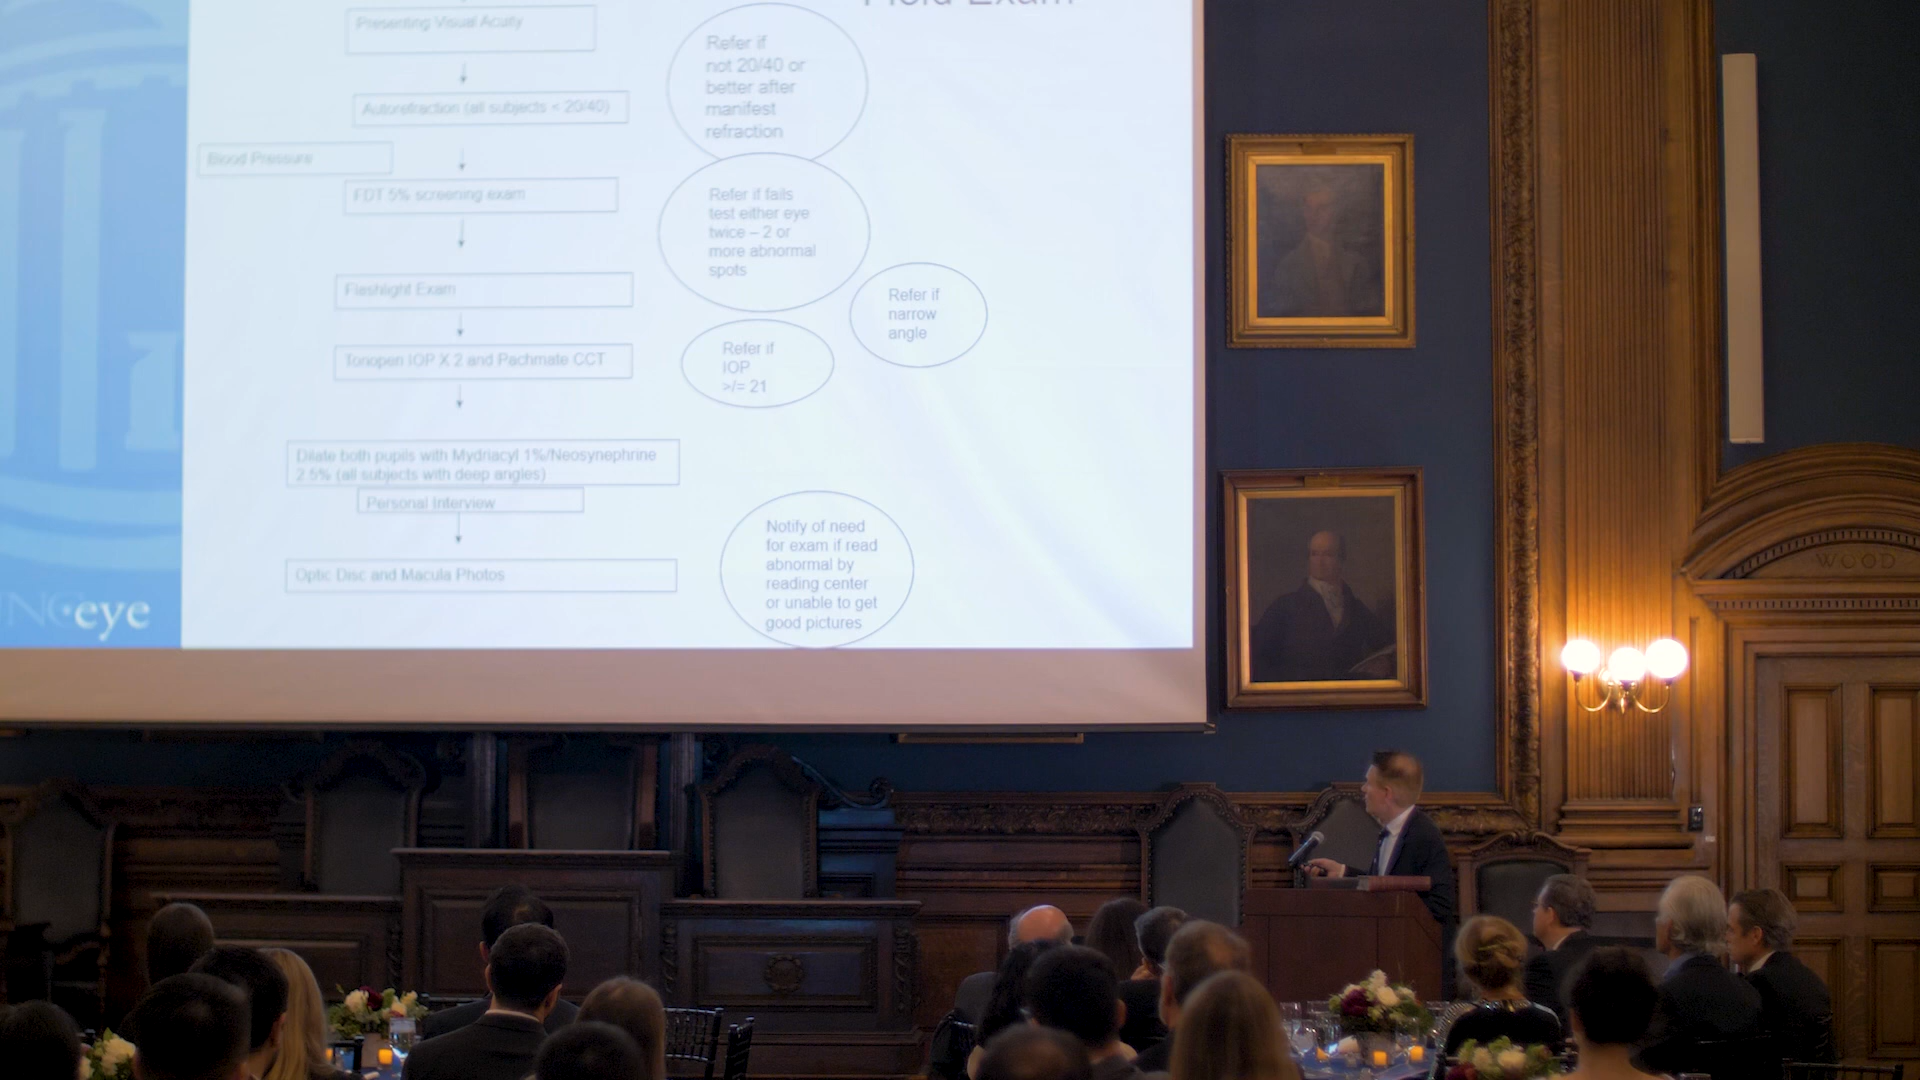 Field Exam
Presenting Visual Acuity
Autorefraction (all subjects < 20/40)
Refer if
not 20/40 or
better after
manifest
refraction
Blood Pressure
FDT 5% screening exam
Refer if fails
test either eye
twice – 2 or
more abnormal
spots
Flashlight Exam
Refer if
narrow
angle
Tonopen IOP X 2 and Pachmate CCT
Refer if
IOP
>/= 21
Dilate both pupils with Mydriacyl 1%/Neosynephrine
2.5% (all subjects with deep angles)
Personal Interview
Optic Disc and Macula Photos
Notify of need
for exam if read
abnormal by
reading center
or unable to get
good pictures
UNC eye
WOOD